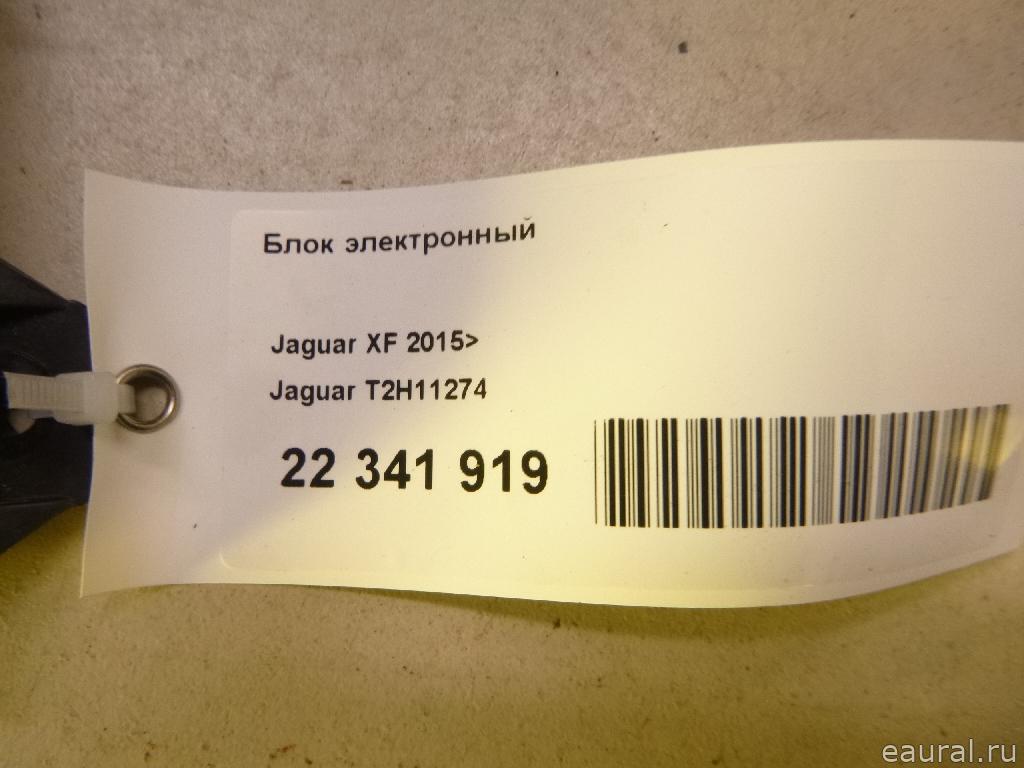 Блок электронный
Jaguar XF 2015>
Jaguar T2H11274
22 341 919
eaural.ru